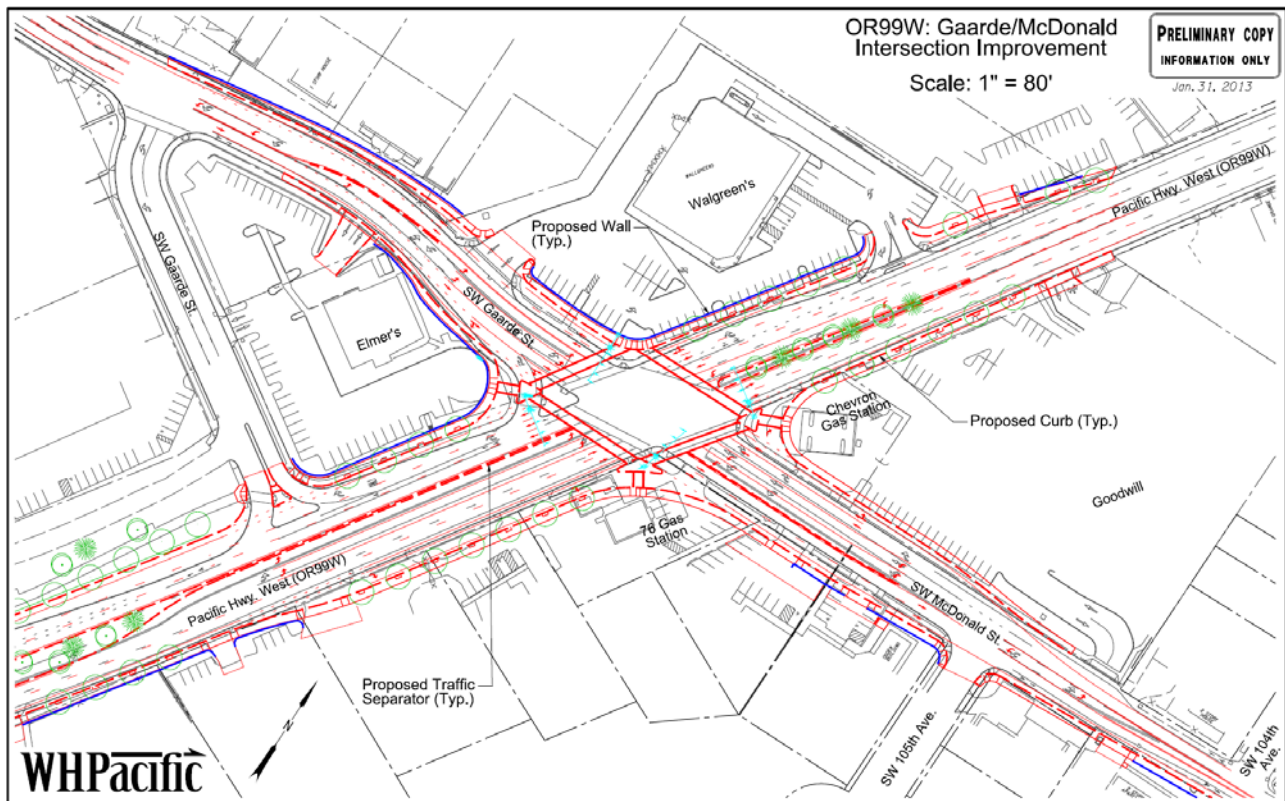 OR99W: Gaarde/McDonald
Intersection Improvement
Scale: 1" = 80'
PRELIMINARY COPY
INFORMATION ONLY
Jan. 31, 2013
Pacific Hwy. West (OR99W)
Walgreen's
Proposed Wall
(Typ.)
SW Gaarde St.
SW Gaarde St.
Elmer's
Chevron
Gas Station
Proposed Curb (Typ.)
Goodwill
76 Gas
Station
Pacific Hwy. West (OR99W)
SW McDonald St.
Proposed Traffic
Separator (Typ.)
N
SW 105th Ave.
SW 104th
Ave.
WHPacific